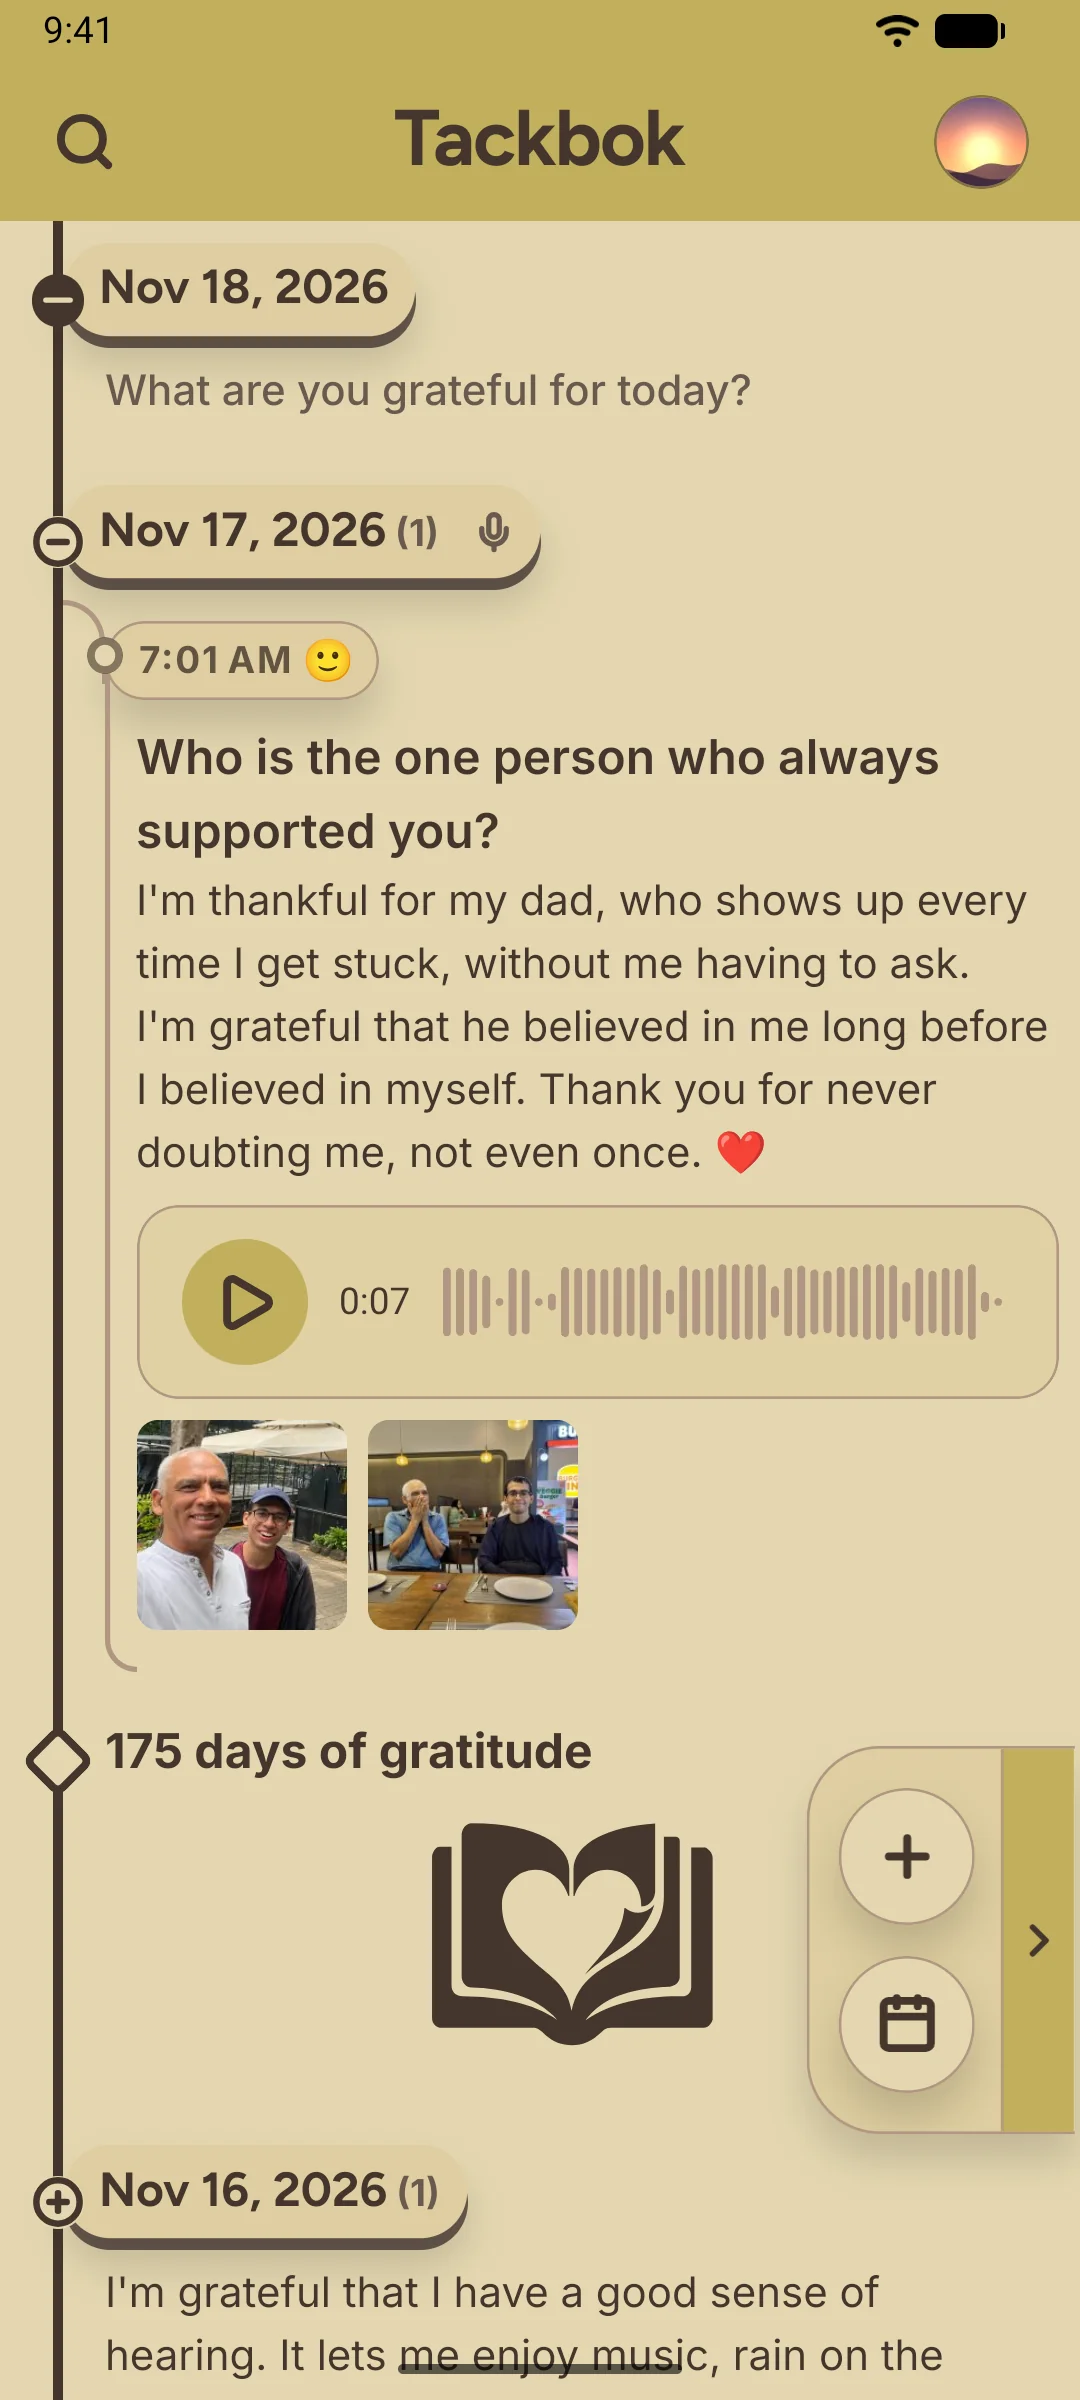 9:41
Tackbok
Nov 18, 2026
What are you grateful for today?
Nov 17, 2026 (1)
7:01 AM 🙂
Who is the one person who always
supported you?
I'm thankful for my dad, who shows up every
time I get stuck, without me having to ask.
I'm grateful that he believed in me long before
I believed in myself. Thank you for never
doubting me, not even once. ❤️
0:07
175 days of gratitude
Nov 16, 2026 (1)
I'm grateful that I have a good sense of
hearing. It lets me enjoy music, rain on the